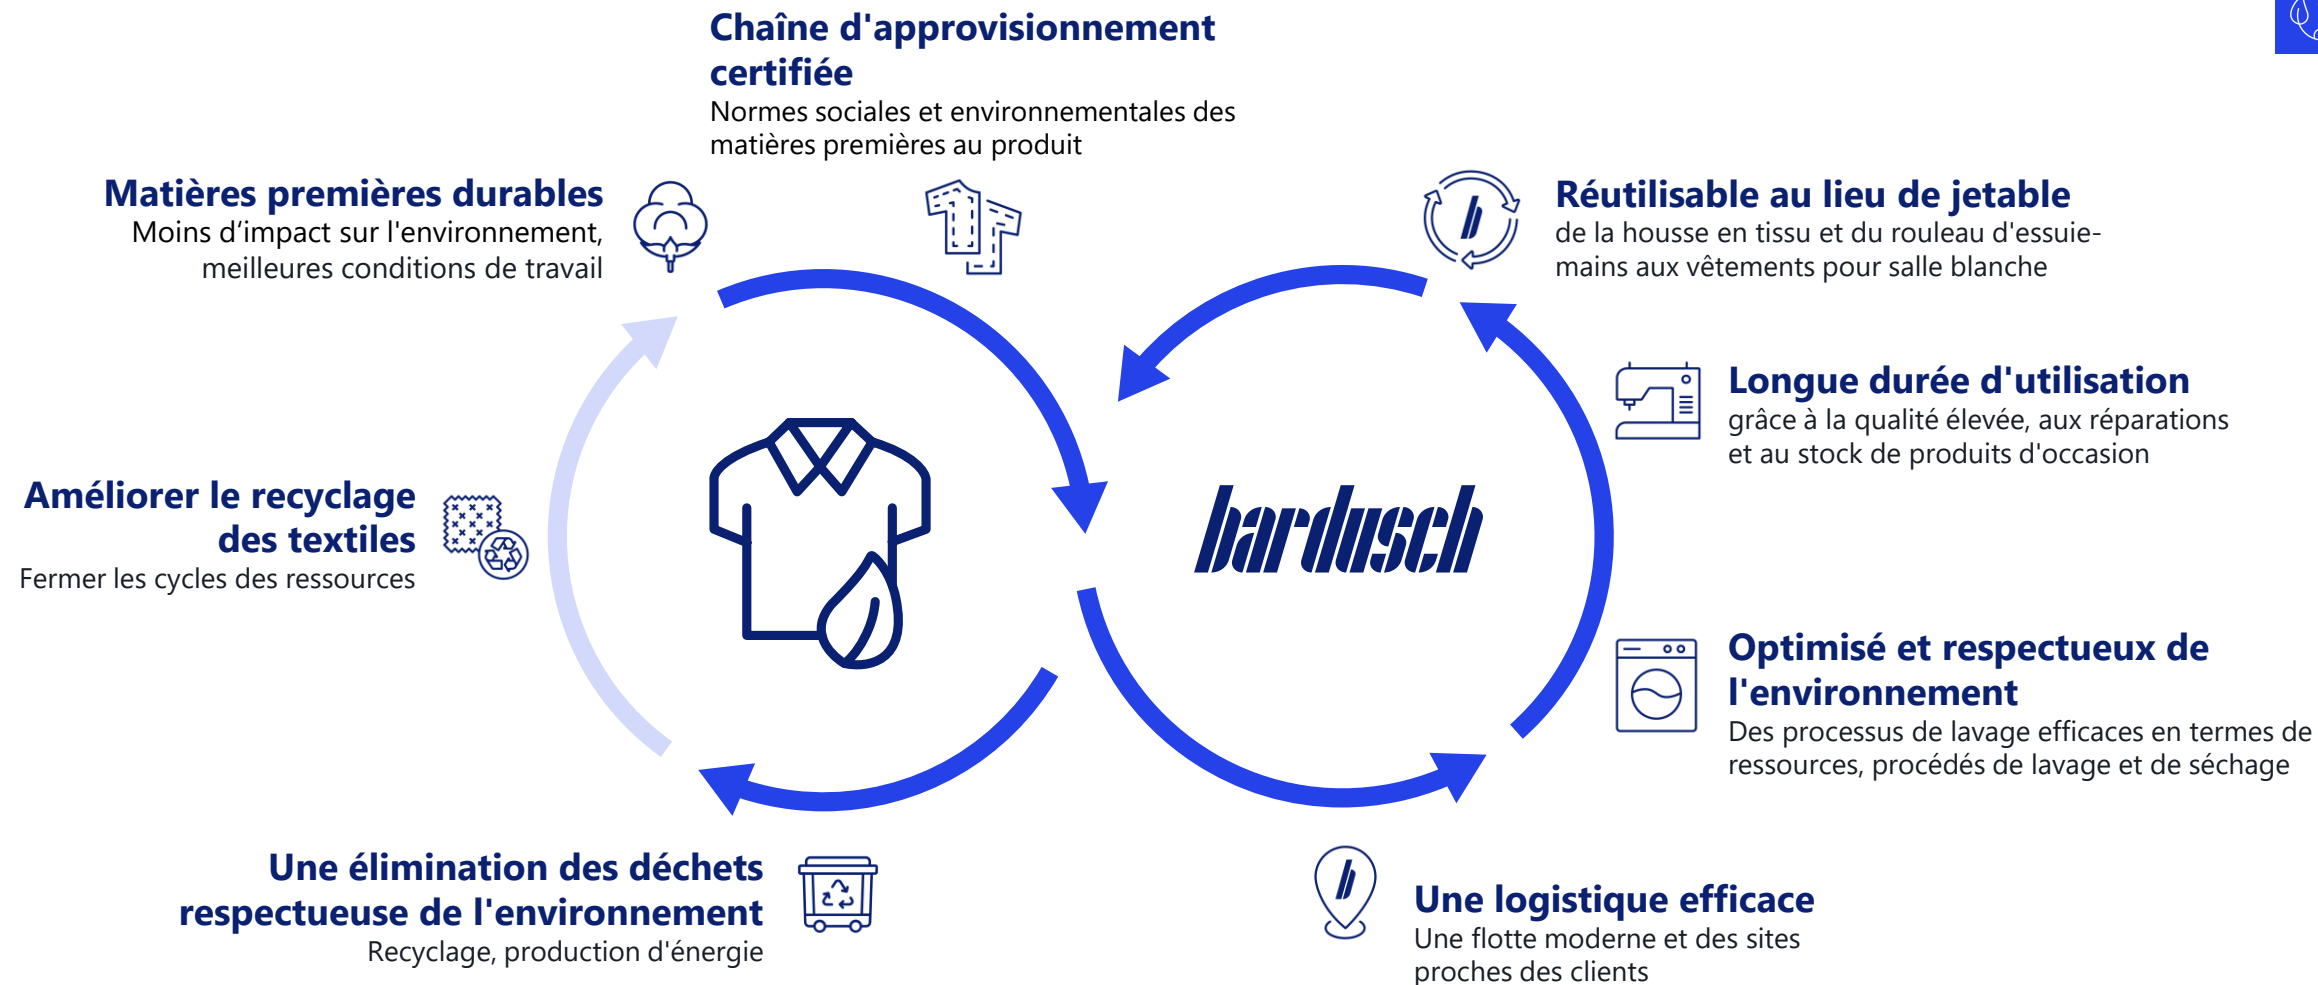 Chaîne d'approvisionnement
certifiée
Normes sociales et environnementales des
matières premières au produit
Matières premières durables
Moins d’impact sur l'environnement,
meilleures conditions de travail
Réutilisable au lieu de jetable
de la housse en tissu et du rouleau d'essuie-
mains aux vêtements pour salle blanche
Longue durée d'utilisation
grâce à la qualité élevée, aux réparations
et au stock de produits d'occasion
Améliorer le recyclage
des textiles
Fermer les cycles des ressources
bardusch
Optimisé et respectueux de
l'environnement
Des processus de lavage efficaces en termes de
ressources, procédés de lavage et de séchage
Une élimination des déchets
respectueuse de l'environnement
Recyclage, production d'énergie
Une logistique efficace
Une flotte moderne et des sites
proches des clients